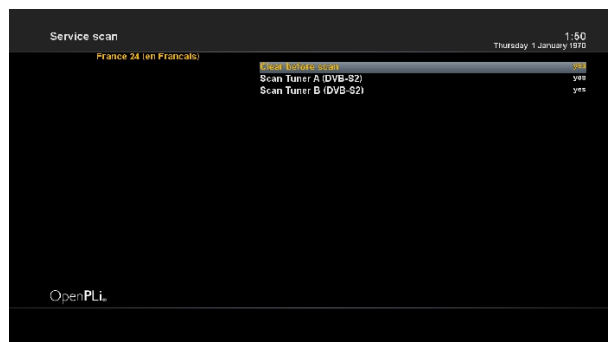 Service scan
1:50
Thursday 1 January 1970
France 24 (en Francais)
Clear before scan yes
Scan Tuner A (DVB-S2) yes
Scan Tuner B (DVB-S2) yes
OpenPLi®